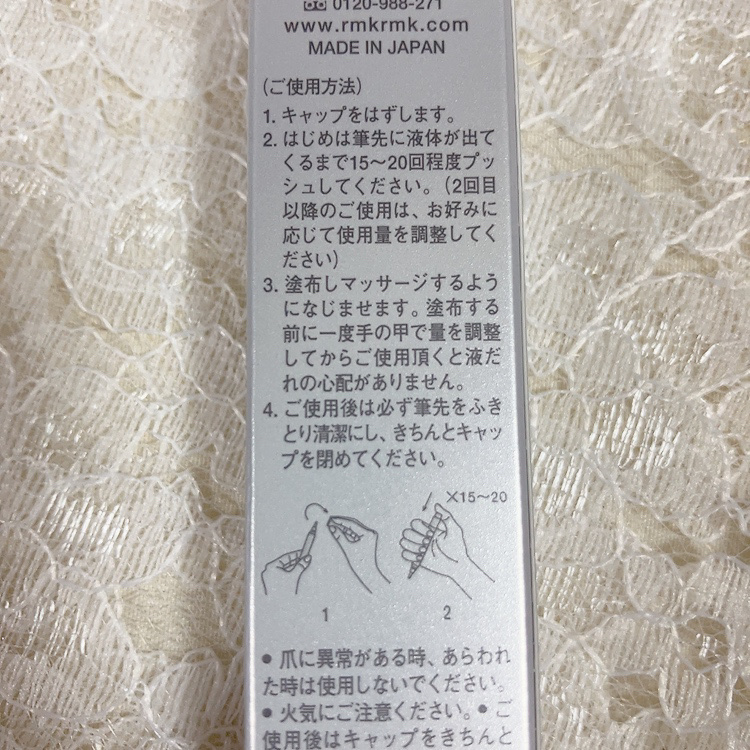 0120-988-271
www.rmkrmk.com
MADE IN JAPAN
(ご使用方法)
1. キャップをはずします。
2. はじめは筆先に液体が出て
くるまで15〜20回程度プッ
シュしてください。(2回目
以降のご使用は、お好みに
応じて使用量を調整してく
ださい)
3. 塗布しマッサージするよう
になじませます。塗布する
前に一度手の甲で量を調整
してからご使用頂くと液だ
れの心配がありません。
4. ご使用後は必ず筆先をふき
とり清潔にし、きちんとキャッ
プを閉めてください。
×15〜20
1 2
● 爪に異常がある時、あらわれ
た時は使用しないでください。
● 火気にご注意ください。● ご
使用後はキャップをきちんと